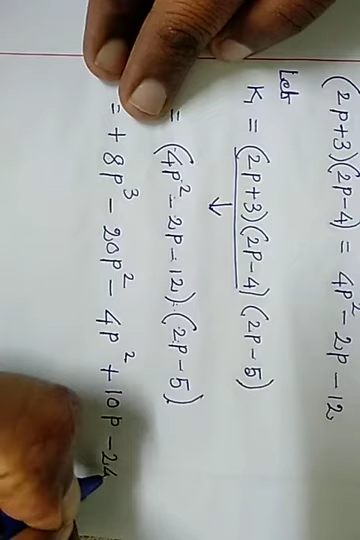 (2p+3)(2p-4) = 4p² - 2p - 12
Let
K₁ = (2p+3)(2p-4)(2p-5)
↓
= (4p² - 2p - 12).(2p - 5)
= + 8p³ - 20p² - 4p² + 10p - 24